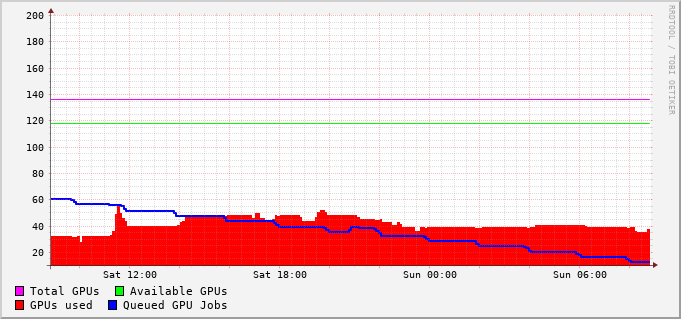 200
180
160
140
120
100
80
60
40
20
Sat 12:00 Sat 18:00 Sun 00:00 Sun 06:00
Total GPUs Available GPUs
GPUs used Queued GPU Jobs
RRDTOOL / TOBI OETIKER